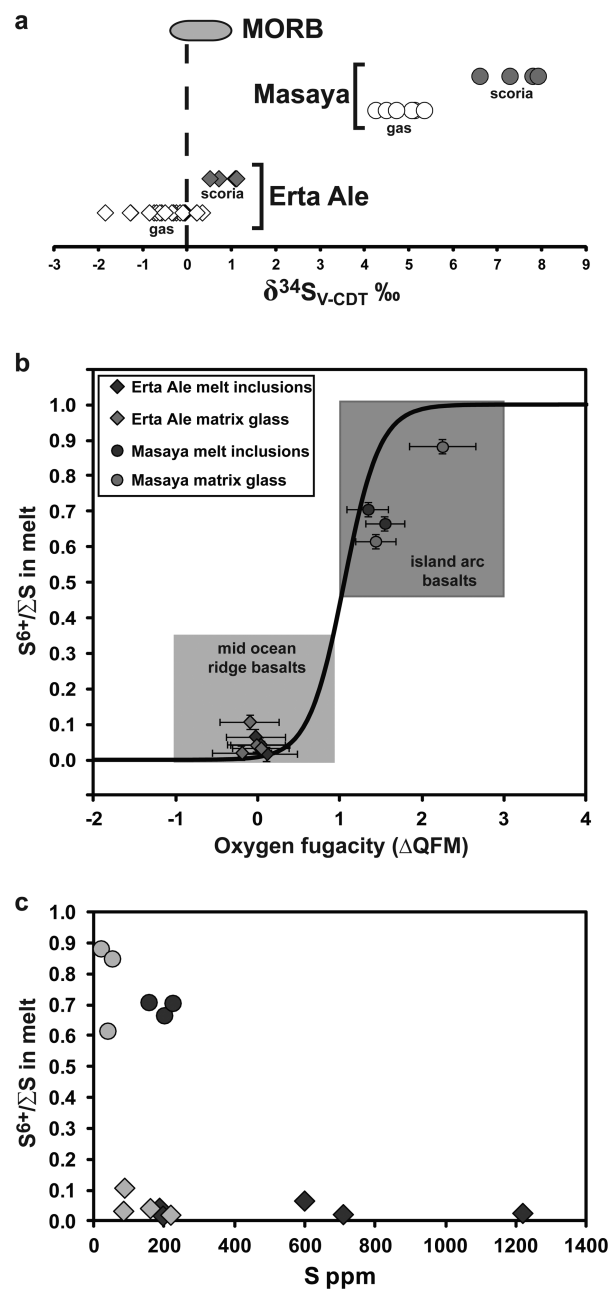 a
MORB
Masaya
scoria
gas
scoria
Erta Ale
gas
-3 -2 -1 0 1 2 3 4 5 6 7 8 9
δ³⁴S V-CDT ‰
b
Erta Ale melt inclusions
Erta Ale matrix glass
Masaya melt inclusions
Masaya matrix glass
1.0
0.9
0.8
0.7
0.6
0.5
0.4
0.3
0.2
0.1
0.0
S⁶⁺/ΣS in melt
island arc
basalts
mid ocean
ridge basalts
-2 -1 0 1 2 3 4
Oxygen fugacity (ΔQFM)
c
1.0
0.9
0.8
0.7
0.6
0.5
0.4
0.3
0.2
0.1
0.0
S⁶⁺/ΣS in melt
0 200 400 600 800 1000 1200 1400
S ppm